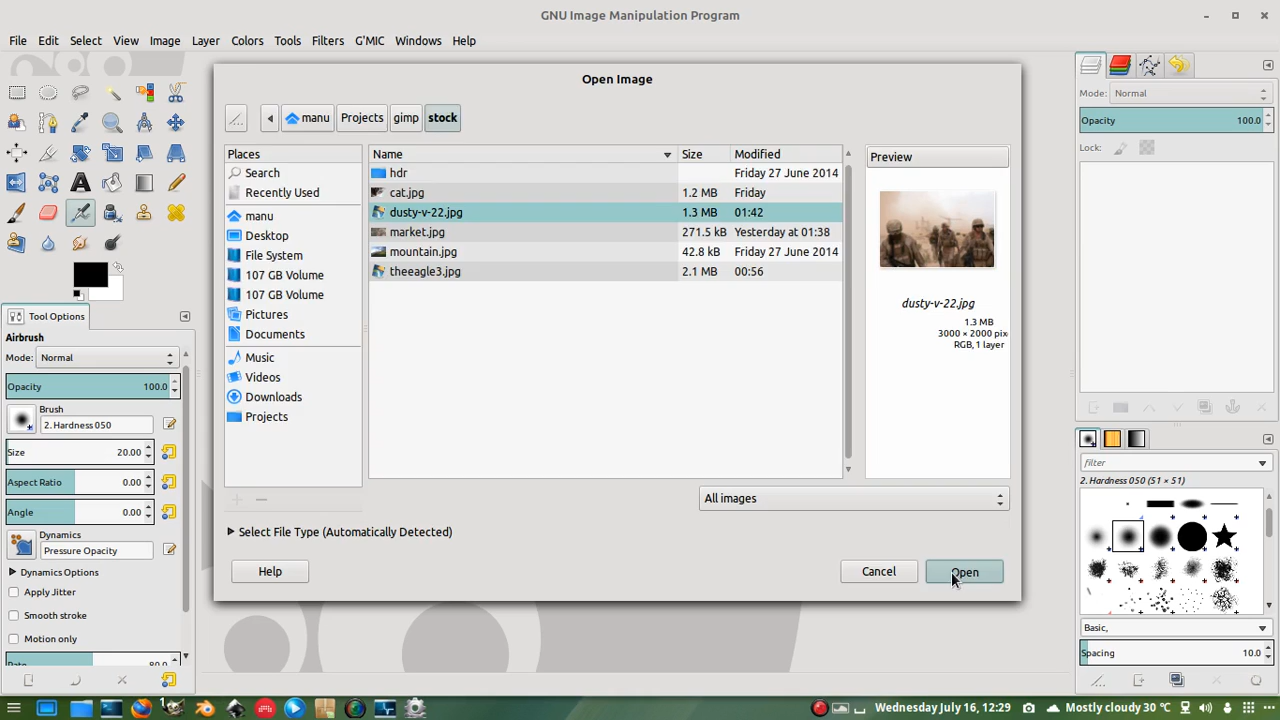 GNU Image Manipulation Program
File Edit Select View Image Layer Colors Tools Filters G'MIC Windows Help
Open Image
manu Projects gimp stock
Places
Search
Recently Used
manu
Desktop
File System
107 GB Volume
107 GB Volume
Pictures
Documents
Music
Videos
Downloads
Projects
Name Size Modified
hdr Friday 27 June 2014
cat.jpg 1.2 MB Friday
dusty-v-22.jpg 1.3 MB 01:42
market.jpg 271.5 kB Yesterday at 01:38
mountain.jpg 42.8 kB Friday 27 June 2014
theeagle3.jpg 2.1 MB 00:56
Preview
dusty-v-22.jpg
1.3 MB
3000 × 2000 pix
RGB, 1 layer
All images
Select File Type (Automatically Detected)
Help Cancel Open
Tool Options
Airbrush
Mode: Normal
Opacity 100.0
Brush
2. Hardness 050
Size 20.00
Aspect Ratio 0.00
Angle 0.00
Dynamics
Pressure Opacity
Dynamics Options
Apply Jitter
Smooth stroke
Motion only
Rate 80.0
Mode: Normal
Opacity 100.0
Lock:
filter
2. Hardness 050 (51 × 51)
Basic,
Spacing 10.0
Wednesday July 16, 12:29 Mostly cloudy 30 °C